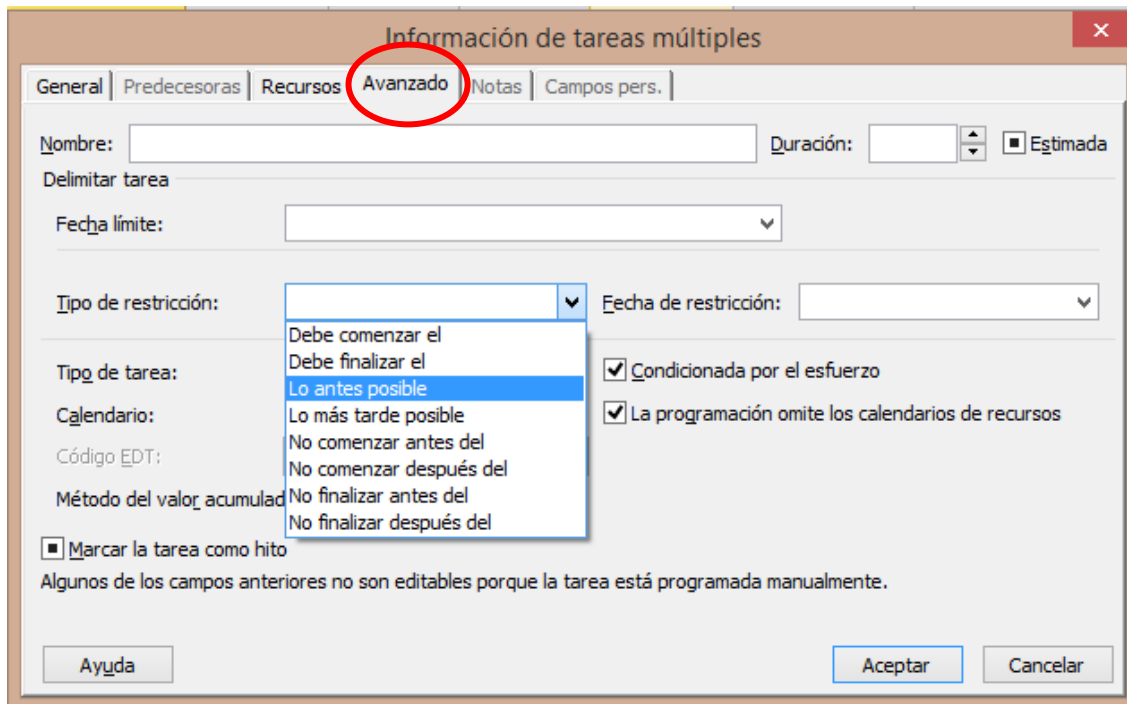 Información de tareas múltiples
General Predecesoras Recursos Avanzado Notas Campos pers.
Nombre: Duración: Estimada
Delimitar tarea
Fecha límite:
Tipo de restricción: Fecha de restricción:
Debe comenzar el
Debe finalizar el
Tipo de tarea: Condicionada por el esfuerzo
Lo antes posible
Calendario: Lo más tarde posible La programación omite los calendarios de recursos
No comenzar antes del
Código EDT:
No comenzar después del
Método del valor acumulad No finalizar antes del
No finalizar después del
Marcar la tarea como hito
Algunos de los campos anteriores no son editables porque la tarea está programada manualmente.
Ayuda Aceptar Cancelar